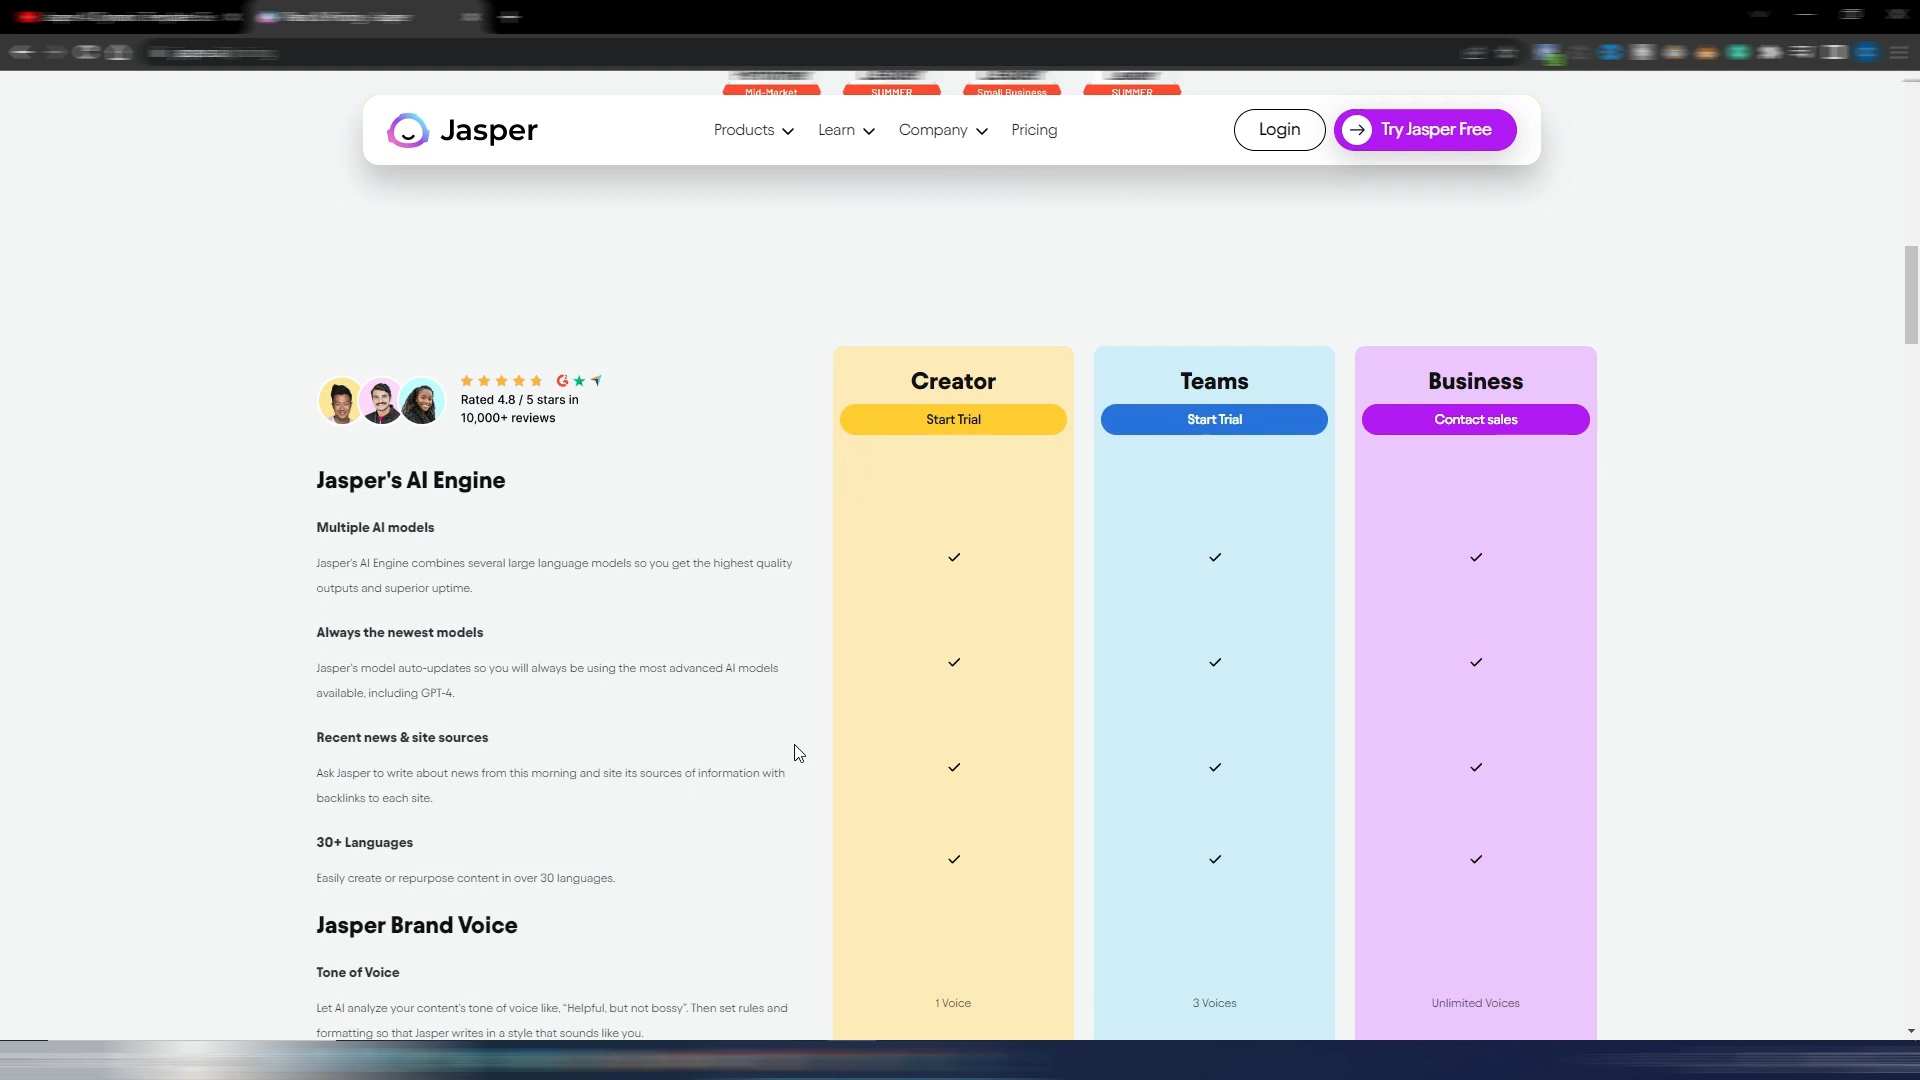 Mid-Market
SUMMER
Small Business
SUMMER
Jasper
Products
Learn
Company
Pricing
Login
Try Jasper Free
Rated 4.8 / 5 stars in
10,000+ reviews
Creator
Teams
Business
Start Trial
Start Trial
Contact sales
Jasper's AI Engine
Multiple AI models
Jasper's AI Engine combines several large language models so you get the highest quality
outputs and superior uptime.
Always the newest models
Jasper's model auto-updates so you will always be using the most advanced AI models
available, including GPT-4.
Recent news & site sources
Ask Jasper to write about news from this morning and site its sources of information with
backlinks to each site.
30+ Languages
Easily create or repurpose content in over 30 languages.
Jasper Brand Voice
Tone of Voice
Let AI analyze your content's tone of voice like, “Helpful, but not bossy”. Then set rules and
formatting so that Jasper writes in a style that sounds like you.
1 Voice
3 Voices
Unlimited Voices